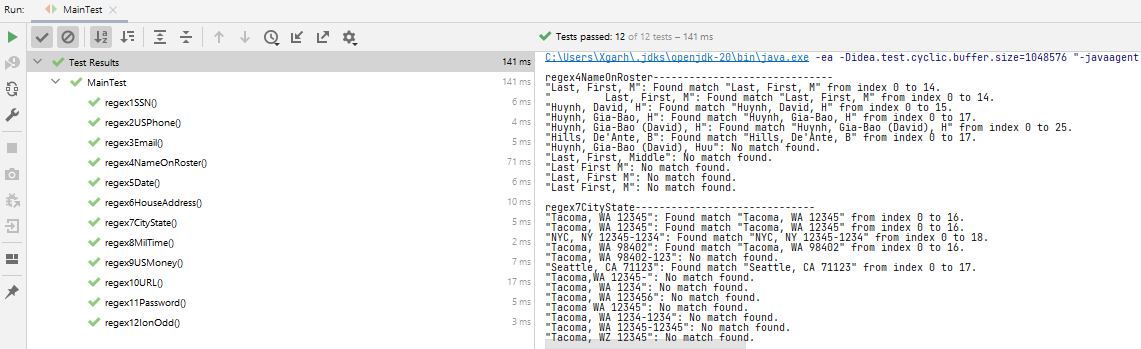 Run: MainTest
Tests passed: 12 of 12 tests – 141 ms
Test Results 141 ms
MainTest 141 ms
regex1SSN() 6 ms
regex2USPhone() 4 ms
regex3Email() 5 ms
regex4NameOnRoster() 71 ms
regex5Date() 6 ms
regex6HouseAddress() 10 ms
regex7CityState() 5 ms
regex8MilTime() 2 ms
regex9USMoney() 7 ms
regex10URL() 17 ms
regex11Password() 5 ms
regex12IonOdd() 3 ms
C:\Users\Xgarh\.jdks\openjdk-20\bin\java.exe -ea -Didea.test.cyclic.buffer.size=1048576 "-javaagent
regex4NameOnRoster------------------------------
"Last, First, M": Found match "Last, First, M" from index 0 to 14.
"         Last, First, M": Found match "Last, First, M" from index 0 to 14.
"Huynh, David, H": Found match "Huynh, David, H" from index 0 to 15.
"Huynh, Gia-Bao, H": Found match "Huynh, Gia-Bao, H" from index 0 to 17.
"Huynh, Gia-Bao (David), H": Found match "Huynh, Gia-Bao (David), H" from index 0 to 25.
"Hills, De'Ante, B": Found match "Hills, De'Ante, B" from index 0 to 17.
"Huynh, Gia-Bao (David), Huu": No match found.
"Last, First, Middle": No match found.
"Last First M": No match found.
"Last, First M": No match found.
"Last First, M": No match found.
regex7CityState------------------------------
"Tacoma, WA 12345": Found match "Tacoma, WA 12345" from index 0 to 16.
"Tacoma, WA 12345": Found match "Tacoma, WA 12345" from index 0 to 16.
"NYC, NY 12345-1234": Found match "NYC, NY 12345-1234" from index 0 to 18.
"Tacoma, WA 98402": Found match "Tacoma, WA 98402" from index 0 to 16.
"Tacoma, WA 98402-123": No match found.
"Seattle, CA 71123": Found match "Seattle, CA 71123" from index 0 to 17.
"Tacoma,WA 12345-": No match found.
"Tacoma, WA 1234": No match found.
"Tacoma, WA 123456": No match found.
"Tacoma WA 12345": No match found.
"Tacoma, WA 1234-1234": No match found.
"Tacoma, WA 12345-12345": No match found.
"Tacoma, WZ 12345": No match found.